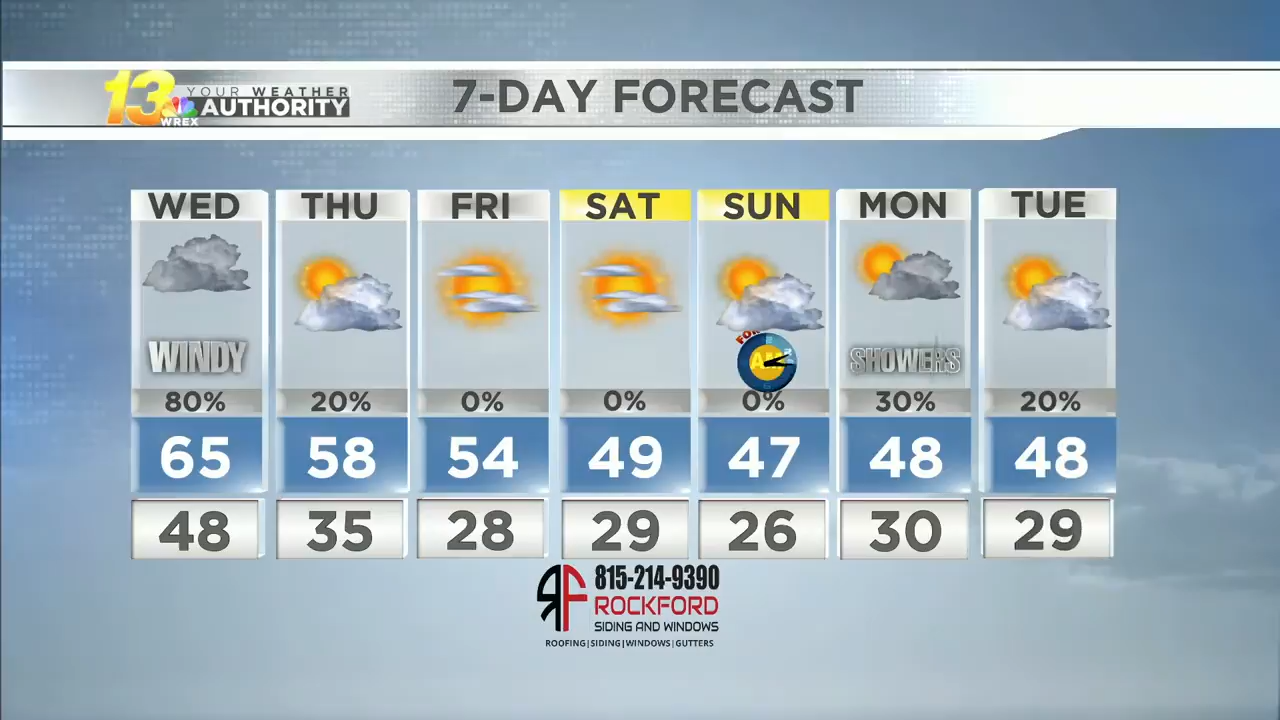 13 YOUR WEATHER
AUTHORITY
WREX
7-DAY FORECAST
WED THU FRI SAT SUN MON TUE
WINDY SHOWERS
80% 20% 0% 0% 0% 30% 20%
65 58 54 49 47 48 48
48 35 28 29 26 30 29
815-214-9390
RF ROCKFORD
SIDING AND WINDOWS
ROOFING|SIDING|WINDOWS|GUTTERS